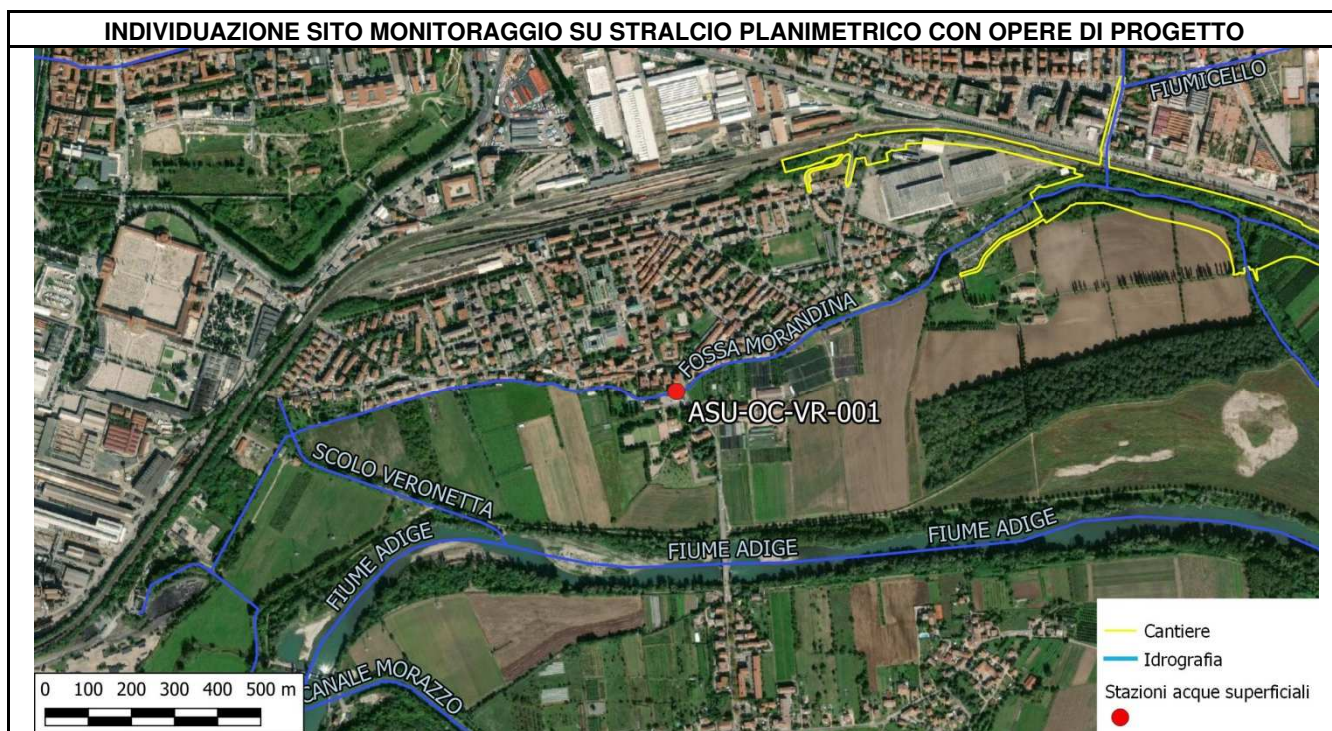 INDIVIDUAZIONE SITO MONITORAGGIO SU STRALCIO PLANIMETRICO CON OPERE DI PROGETTO
FIUMICELLO
FOSSA MORANDINA
ASU-OC-VR-001
SCOLO VERONETTA
FIUME ADIGE
FIUME ADIGE
FIUME ADIGE
CANALE MORAZZO
0 100 200 300 400 500 m
Cantiere
Idrografia
Stazioni acque superficiali